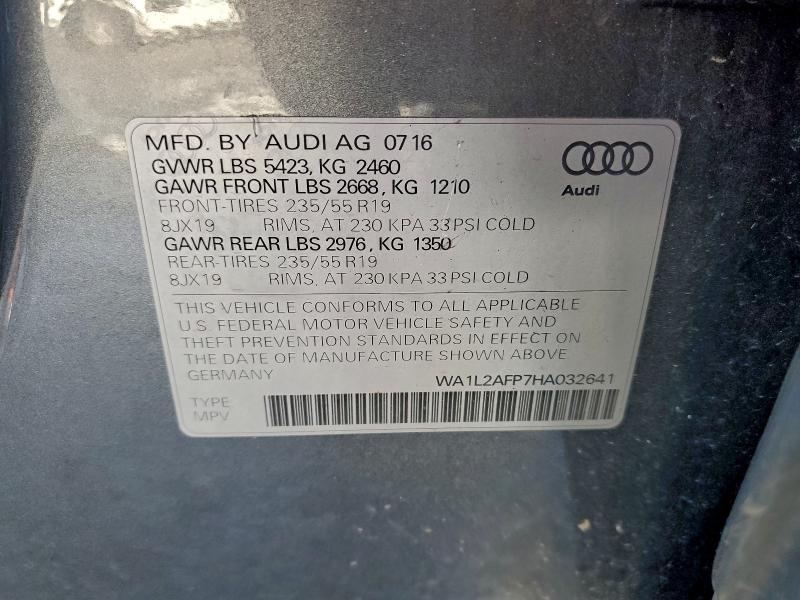 MFD. BY AUDI AG 07 16
GVWR LBS 5423, KG 2460
GAWR FRONT LBS 2668, KG 1210
FRONT-TIRES 235/55 R19
8JX19 RIMS, AT 230 KPA 33 PSI COLD
GAWR REAR LBS 2976, KG 1350
REAR-TIRES 235/55 R19
8JX19 RIMS, AT 230 KPA 33 PSI COLD
Audi
THIS VEHICLE CONFORMS TO ALL APPLICABLE
U.S. FEDERAL MOTOR VEHICLE SAFETY AND
THEFT PREVENTION STANDARDS IN EFFECT ON
THE DATE OF MANUFACTURE SHOWN ABOVE
GERMANY WA1L2AFP7HA032641
TYPE
MPV